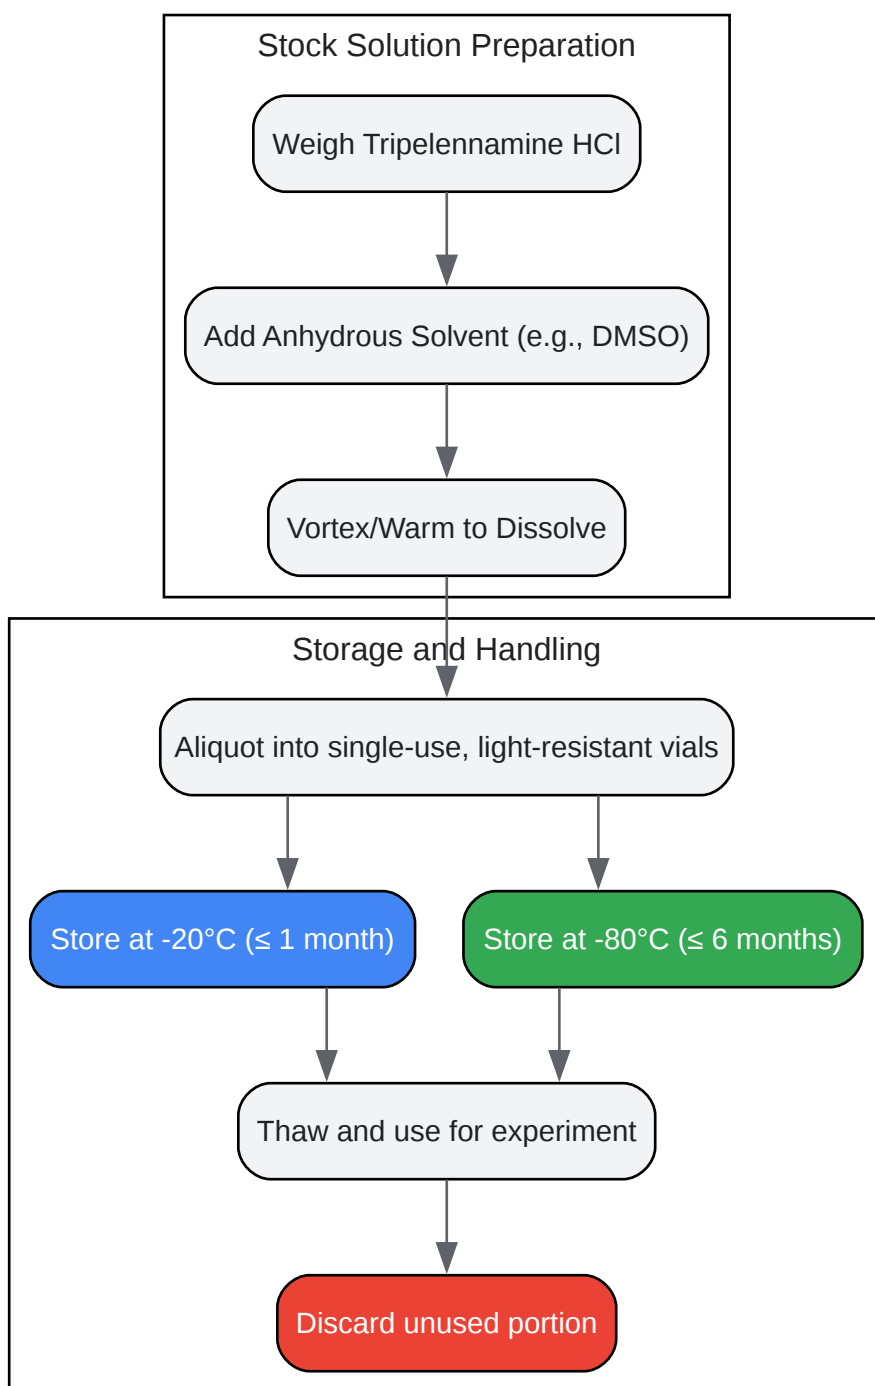 Stock Solution Preparation
Weigh Tripelennamine HCl
Add Anhydrous Solvent (e.g., DMSO)
Vortex/Warm to Dissolve
Storage and Handling
Aliquot into single-use, light-resistant vials
Store at -20°C (≤ 1 month)
Store at -80°C (≤ 6 months)
Thaw and use for experiment
Discard unused portion